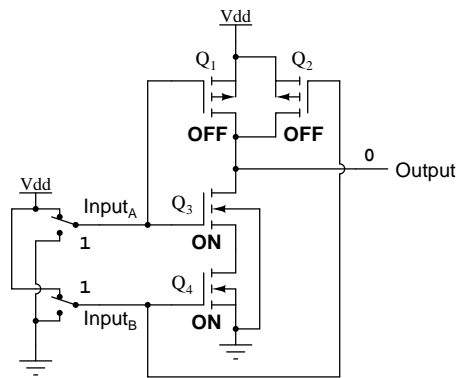 Vdd
Q1 Q2
OFF OFF
0 Output
Vdd
InputA Q3
1 ON
1 Q4
InputB ON